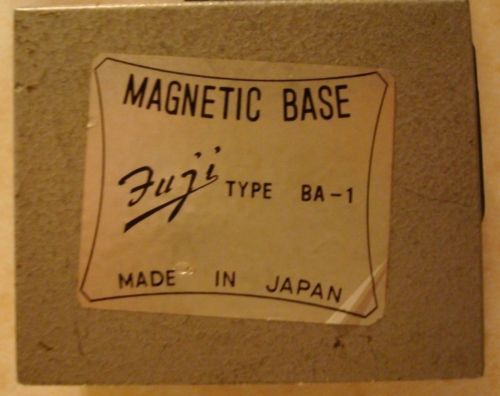 MAGNETIC BASE
Fuji TYPE BA-1
MADE IN JAPAN